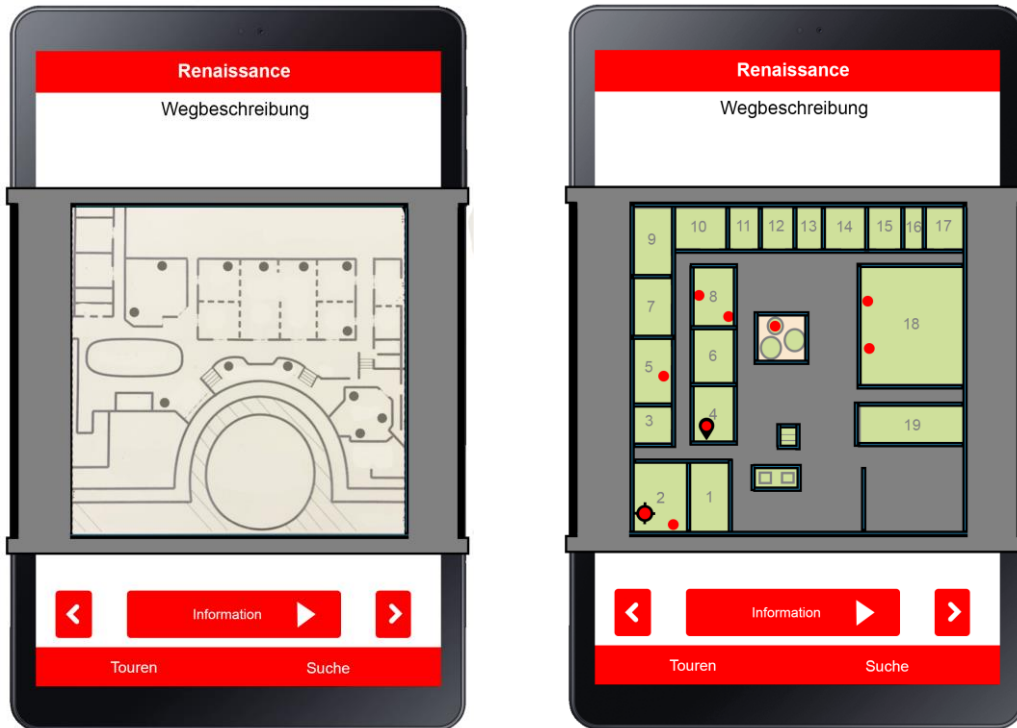 Renaissance
Wegbeschreibung
Information
Touren Suche
Renaissance
Wegbeschreibung
9 10 11 12 13 14 15 16 17
7 8 18
5 6
3 4 19
2 1
Information
Touren Suche